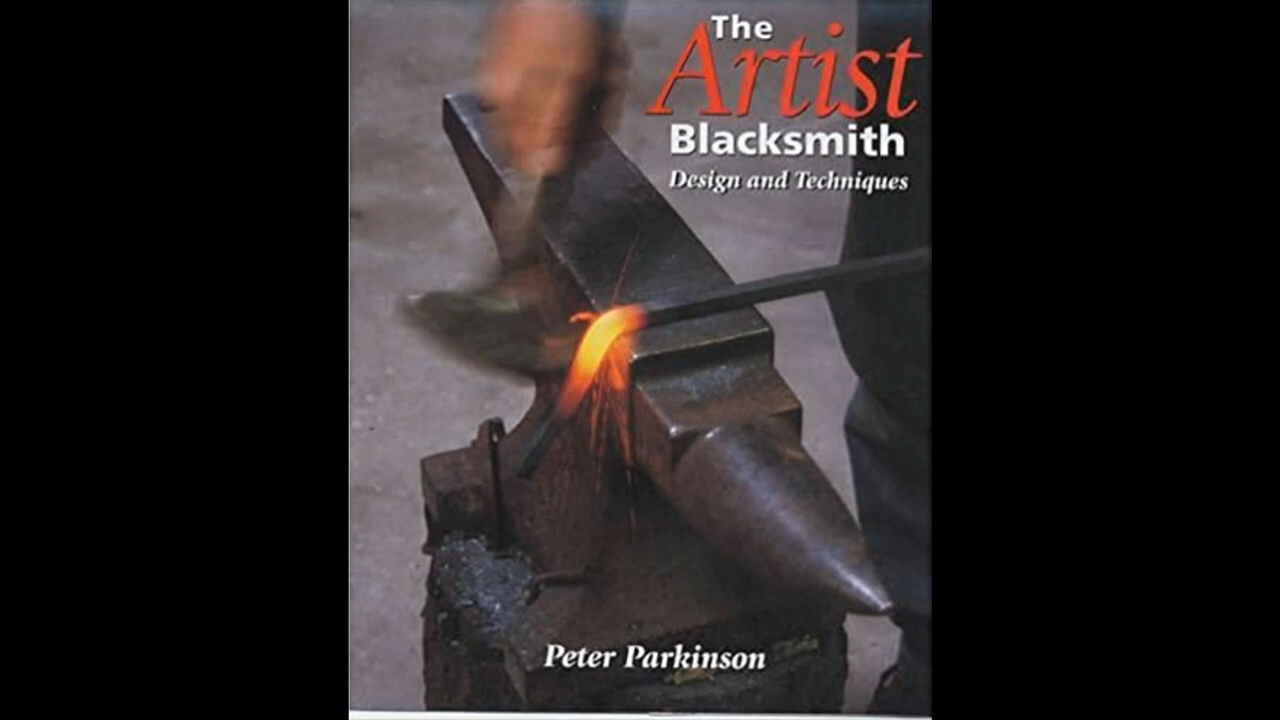 The
Artist
Blacksmith
Design and Techniques
Peter Parkinson